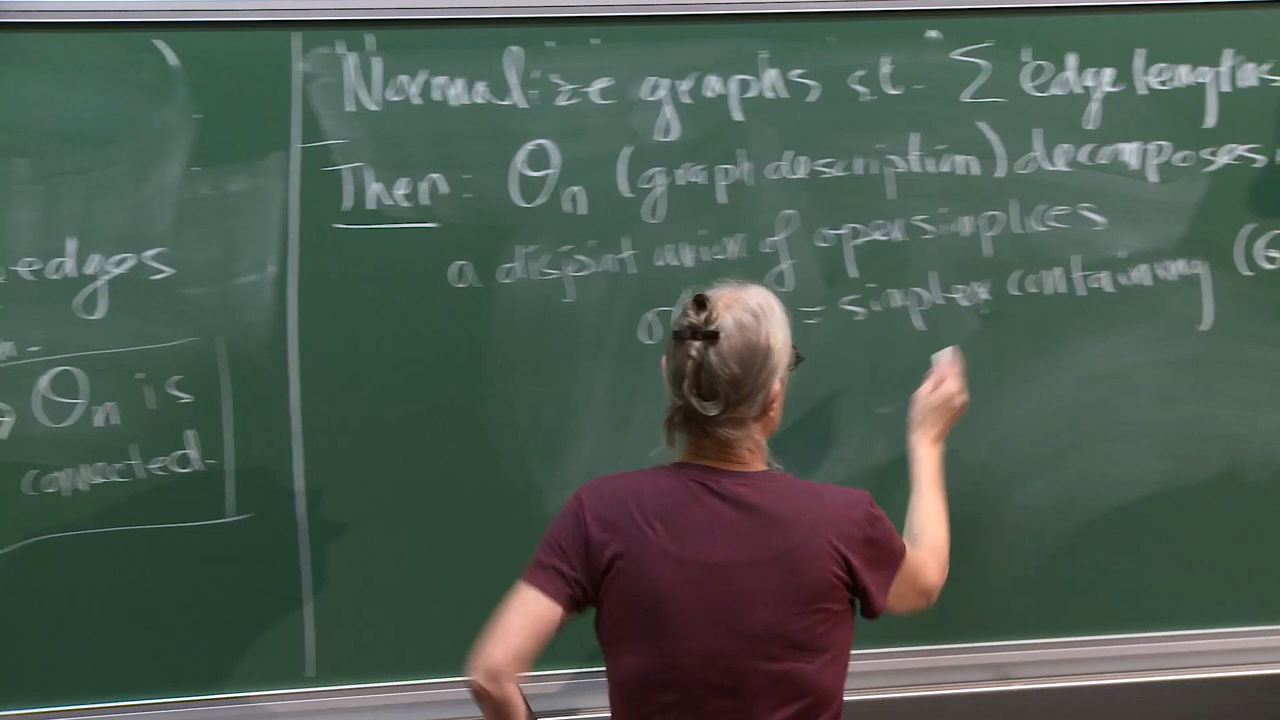 edges
Θn is
connected.
Normalize graphs st. Σ edge lengths
Then: Θn (graph description) decomposes
a disjoint union of open simplices
σ = simplex containing (G